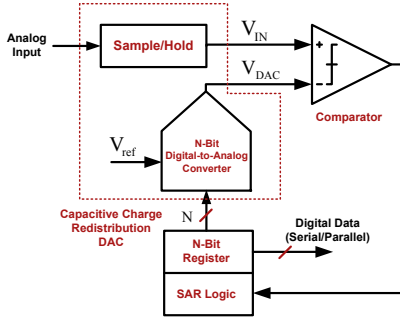 Analog
Input
Sample/Hold
V_IN
V_DAC
+
−
Comparator
N-Bit
Digital-to-Analog
Converter
V_ref
Capacitive Charge
Redistribution
DAC
N
N-Bit
Register
Digital Data
(Serial/Parallel)
SAR Logic